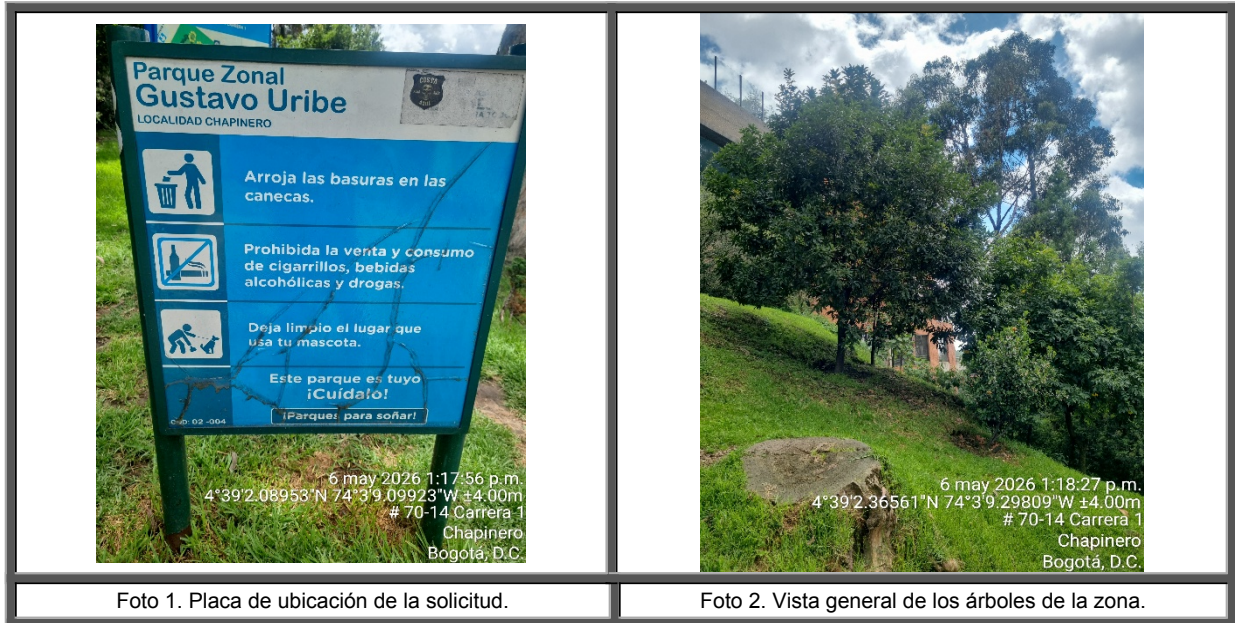 Parque Zonal
Gustavo Uribe
LOCALIDAD CHAPINERO
COSTA
Arroja las basuras en las
canecas.
Prohibida la venta y consumo
de cigarrillos, bebidas
alcohólicas y drogas.
Deja limpio el lugar que
usa tu mascota.
Este parque es tuyo
¡Cuídalo!
¡Parques para soñar!
COD: 02 -004
6 may 2026 1:17:56 p.m.
4°39'2.08953"N 74°3'9.09923"W ±4.00m
# 70-14 Carrera 1
Chapinero
Bogotá, D.C.
6 may 2026 1:18:27 p.m.
4°39'2.36561"N 74°3'9.29809"W ±4.00m
# 70-14 Carrera 1
Chapinero
Bogotá, D.C.
Foto 1. Placa de ubicación de la solicitud.
Foto 2. Vista general de los árboles de la zona.